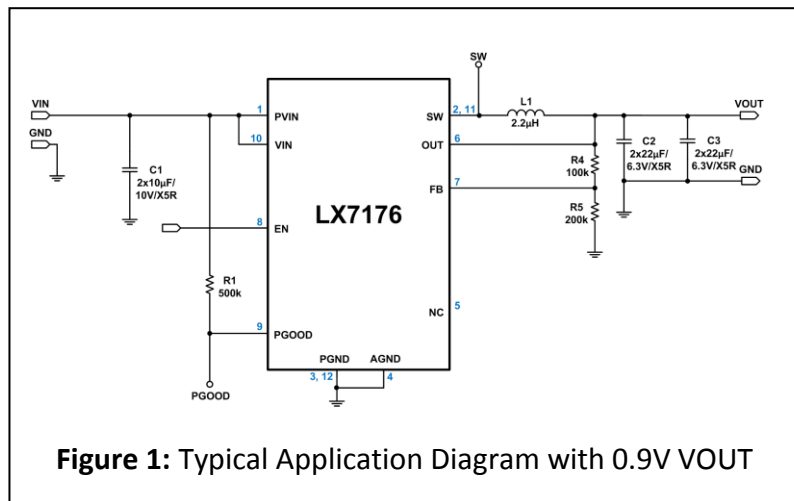 SW
VIN
GND
C1
2x10µF/
10V/X5R
R1
500k
PGOOD
1
PVIN
10
VIN
8
EN
9
PGOOD
LX7176
SW
2, 11
OUT
6
FB
7
NC
5
PGND
AGND
3, 12
4
L1
2.2µH
R4
100k
R5
200k
C2
2x22µF/
6.3V/X5R
C3
2x22µF/
6.3V/X5R
VOUT
GND
Figure 1: Typical Application Diagram with 0.9V VOUT